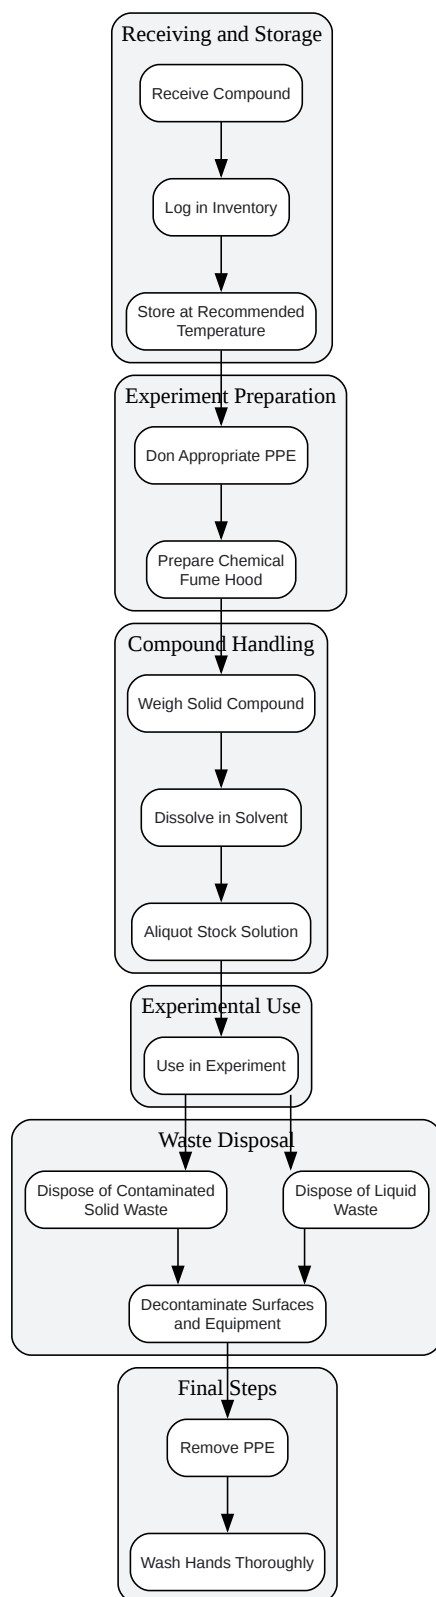 Receiving and Storage
Receive Compound
Log in Inventory
Store at Recommended
Temperature
Experiment Preparation
Don Appropriate PPE
Prepare Chemical
Fume Hood
Compound Handling
Weigh Solid Compound
Dissolve in Solvent
Aliquot Stock Solution
Experimental Use
Use in Experiment
Waste Disposal
Dispose of Contaminated
Solid Waste
Dispose of Liquid
Waste
Decontaminate Surfaces
and Equipment
Final Steps
Remove PPE
Wash Hands Thoroughly